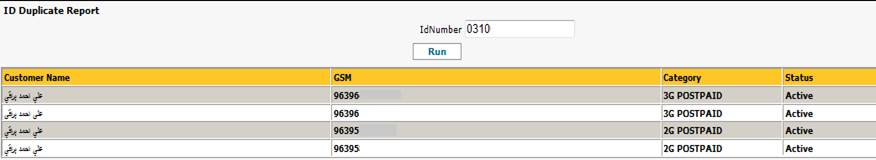 ID Duplicate Report
IdNumber 0310
Run
Customer Name GSM Category Status
علي احمد برقي 96396 3G POSTPAID Active
علي احمد برقي 96396 3G POSTPAID Active
علي احمد برقي 96395 2G POSTPAID Active
علي احمد برقي 96395 2G POSTPAID Active